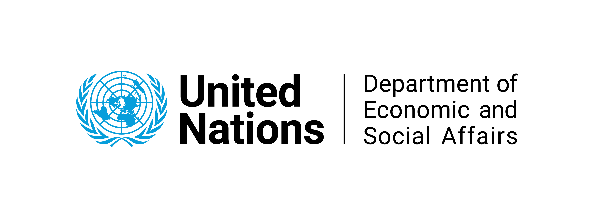 United
Nations
Department of
Economic and
Social Affairs